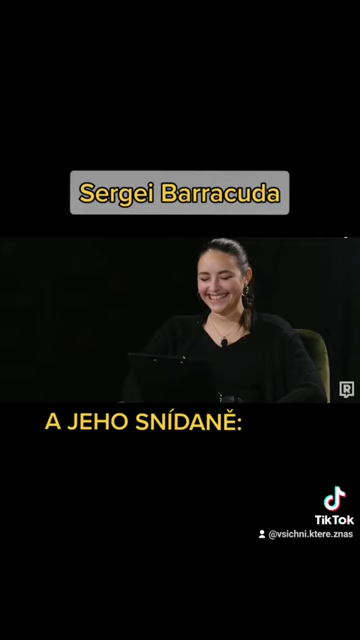 Sergei Barracuda
R
A JEHO SNÍDANĚ:
TikTok
@vsichni.ktere.znas